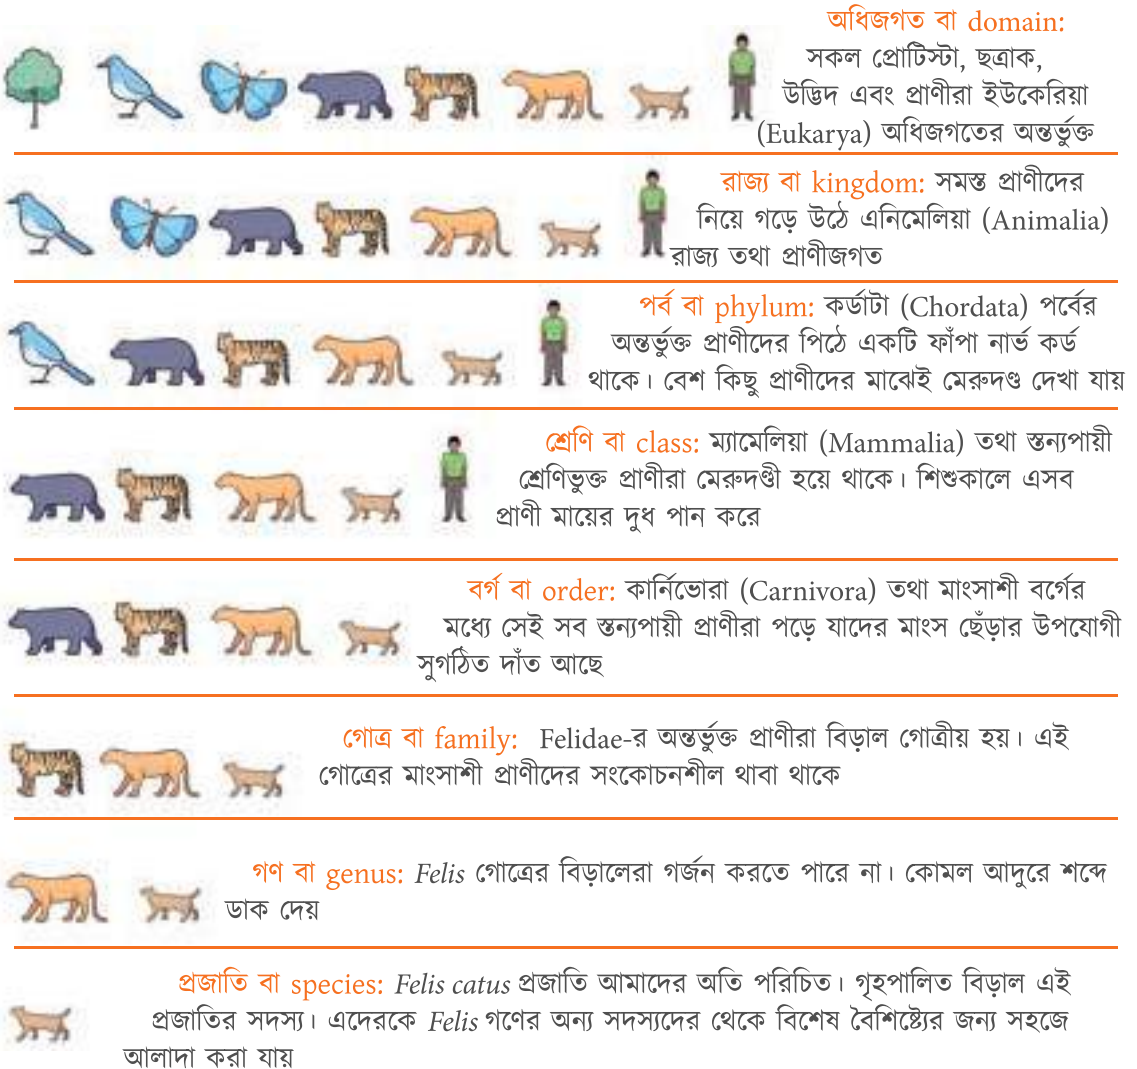 অধিজগত বা domain:
সকল প্রোটিস্টা, ছত্রাক,
উদ্ভিদ এবং প্রাণীরা ইউকেরিয়া
(Eukarya) অধিজগতের অন্তর্ভুক্ত
রাজ্য বা kingdom: সমস্ত প্রাণীদের
নিয়ে গড়ে উঠে এনিমেলিয়া (Animalia)
রাজ্য তথা প্রাণীজগত
পর্ব বা phylum: কর্ডাটা (Chordata) পর্বের
অন্তর্ভুক্ত প্রাণীদের পিঠে একটি ফাঁপা নার্ভ কর্ড
থাকে। বেশ কিছু প্রাণীদের মাঝেই মেরুদণ্ড দেখা যায়
শ্রেণি বা class: ম্যামেলিয়া (Mammalia) তথা স্তন্যপায়ী
শ্রেণিভুক্ত প্রাণীরা মেরুদণ্ডী হয়ে থাকে। শিশুকালে এসব
প্রাণী মায়ের দুধ পান করে
বর্গ বা order: কার্নিভোরা (Carnivora) তথা মাংসাশী বর্গের
মধ্যে সেই সব স্তন্যপায়ী প্রাণীরা পড়ে যাদের মাংস ছেঁড়ার উপযোগী
সুগঠিত দাঁত আছে
গোত্র বা family: Felidae-র অন্তর্ভুক্ত প্রাণীরা বিড়াল গোত্রীয় হয়। এই
গোত্রের মাংসাশী প্রাণীদের সংকোচনশীল থাবা থাকে
গণ বা genus: Felis গোত্রের বিড়ালেরা গর্জন করতে পারে না। কোমল আদুরে শব্দে
ডাক দেয়
প্রজাতি বা species: Felis catus প্রজাতি আমাদের অতি পরিচিত। গৃহপালিত বিড়াল এই
প্রজাতির সদস্য। এদেরকে Felis গণের অন্য সদস্যদের থেকে বিশেষ বৈশিষ্ট্যের জন্য সহজে
আলাদা করা যায়